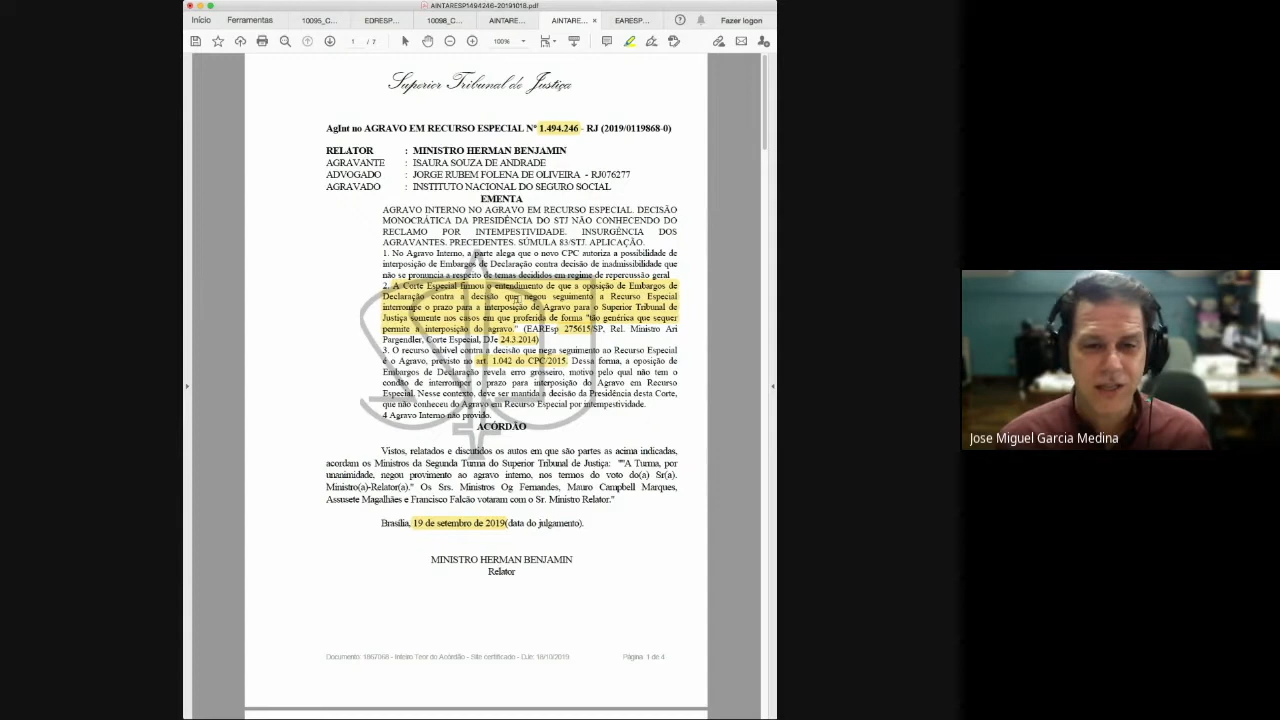 AINTARESP1494246-20191018.pdf
Início
Ferramentas
10095_C...
EDRESP...
10098_C...
AINTARE...
AINTARE... ×
EARESP...
Fazer logon
1 / 7
100%
Superior Tribunal de Justiça
AgInt no AGRAVO EM RECURSO ESPECIAL Nº 1.494.246 - RJ (2019/0119868-0)
RELATOR : MINISTRO HERMAN BENJAMIN
AGRAVANTE : ISAURA SOUZA DE ANDRADE
ADVOGADO : JORGE RUBEM FOLENA DE OLIVEIRA - RJ076277
AGRAVADO : INSTITUTO NACIONAL DO SEGURO SOCIAL
EMENTA
AGRAVO INTERNO NO AGRAVO EM RECURSO ESPECIAL. DECISÃO
MONOCRÁTICA DA PRESIDÊNCIA DO STJ NÃO CONHECENDO DO
RECLAMO POR INTEMPESTIVIDADE. INSURGÊNCIA DOS
AGRAVANTES. PRECEDENTES. SÚMULA 83/STJ. APLICAÇÃO.
1. No Agravo Interno, a parte alega que o novo CPC autoriza a possibilidade de
interposição de Embargos de Declaração contra decisão de inadmissibilidade que
não se pronuncia a respeito de temas decididos em regime de repercussão geral
2. A Corte Especial firmou o entendimento de que a oposição de Embargos de
Declaração contra a decisão que negou seguimento a Recurso Especial
interrompe o prazo para a interposição de Agravo para o Superior Tribunal de
Justiça somente nos casos em que proferida de forma "tão genérica que sequer
permite a interposição do agravo." (EAREsp 275615/SP, Rel. Ministro Ari
Pargendler, Corte Especial, DJe 24.3.2014)
3. O recurso cabível contra a decisão que nega seguimento ao Recurso Especial
é o Agravo, previsto no art. 1.042 do CPC/2015. Dessa forma, a oposição de
Embargos de Declaração revela erro grosseiro, motivo pelo qual não tem o
condão de interromper o prazo para interposição do Agravo em Recurso
Especial. Nesse contexto, deve ser mantida a decisão da Presidência desta Corte,
que não conheceu do Agravo em Recurso Especial por intempestividade.
4 Agravo Interno não provido.
ACÓRDÃO
Vistos, relatados e discutidos os autos em que são partes as acima indicadas,
acordam os Ministros da Segunda Turma do Superior Tribunal de Justiça: ""A Turma, por
unanimidade, negou provimento ao agravo interno, nos termos do voto do(a) Sr(a).
Ministro(a)-Relator(a)." Os Srs. Ministros Og Fernandes, Mauro Campbell Marques,
Assusete Magalhães e Francisco Falcão votaram com o Sr. Ministro Relator."
Brasília, 19 de setembro de 2019(data do julgamento).
MINISTRO HERMAN BENJAMIN
Relator
Documento: 1867068 - Inteiro Teor do Acórdão - Site certificado - DJe: 18/10/2019
Página 1 de 4
Jose Miguel Garcia Medina